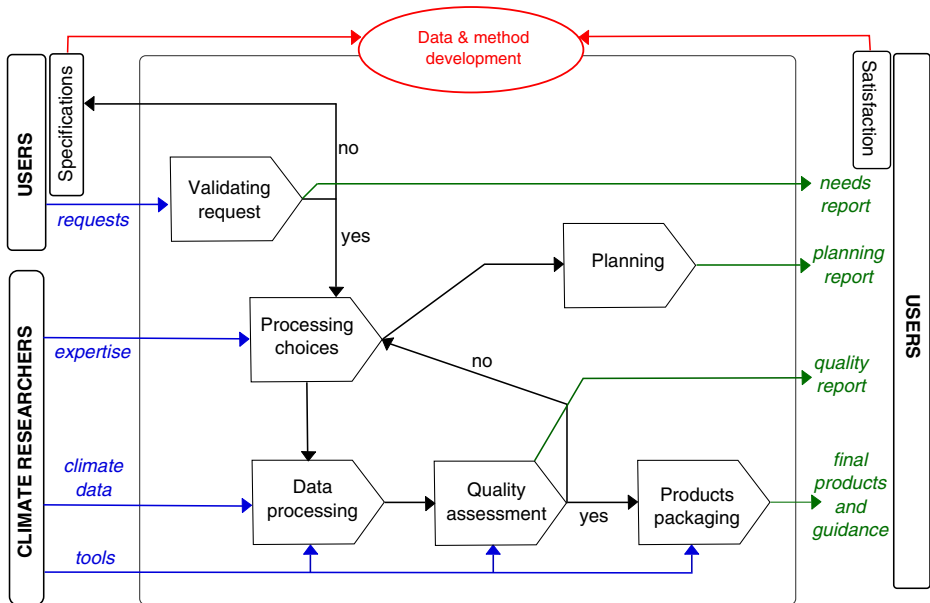 Data & method
development
USERS
Specifications
Satisfaction
no
Validating
request
requests
needs
report
yes
Planning
planning
report
USERS
CLIMATE RESEARCHERS
Processing
choices
expertise
no
quality
report
climate
data
Data
processing
Quality
assessment
yes
Products
packaging
final
products
and
guidance
tools